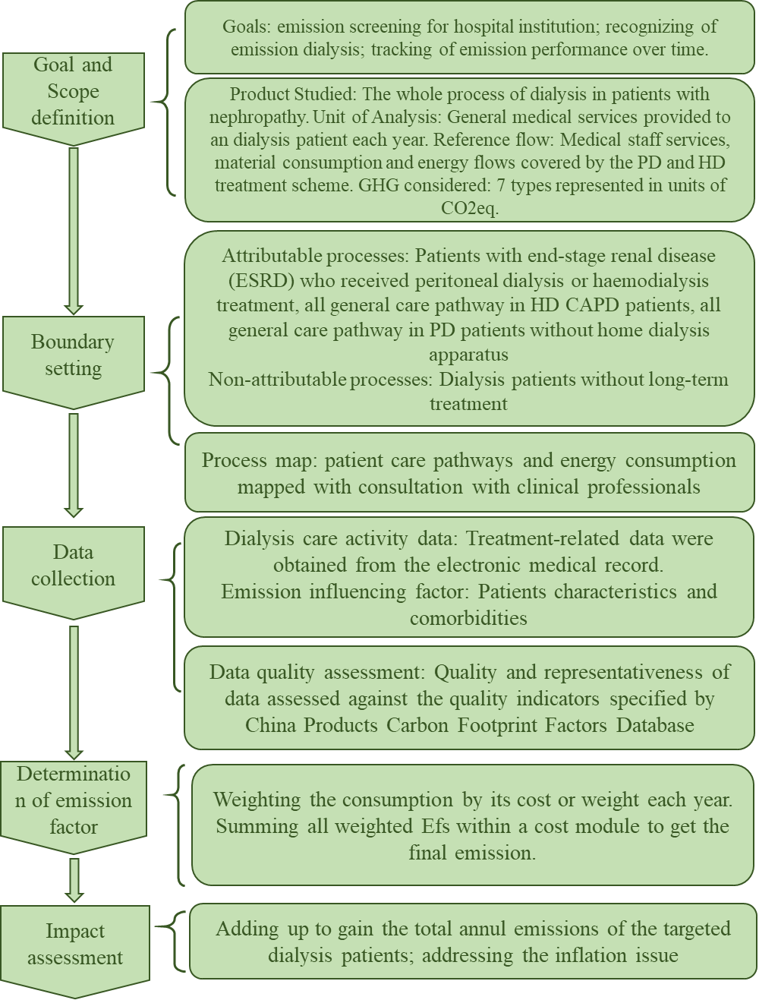 Goal and
Scope
definition
Goals: emission screening for hospital institution; recognizing of
emission dialysis; tracking of emission performance over time.
Product Studied: The whole process of dialysis in patients with
nephropathy. Unit of Analysis: General medical services provided to
an dialysis patient each year. Reference flow: Medical staff services,
material consumption and energy flows covered by the PD and HD
treatment scheme. GHG considered: 7 types represented in units of
CO2eq.
Boundary
setting
Attributable processes: Patients with end-stage renal disease
(ESRD) who received peritoneal dialysis or haemodialysis
treatment, all general care pathway in HD CAPD patients, all
general care pathway in PD patients without home dialysis
apparatus
Non-attributable processes: Dialysis patients without long-term
treatment
Process map: patient care pathways and energy consumption
mapped with consultation with clinical professionals
Data
collection
Dialysis care activity data: Treatment-related data were
obtained from the electronic medical record.
Emission influencing factor: Patients characteristics and
comorbidities
Data quality assessment: Quality and representativeness of
data assessed against the quality indicators specified by
China Products Carbon Footprint Factors Database
Determinatio
n of emission
factor
Weighting the consumption by its cost or weight each year.
Summing all weighted Efs within a cost module to get the
final emission.
Impact
assessment
Adding up to gain the total annul emissions of the targeted
dialysis patients; addressing the inflation issue